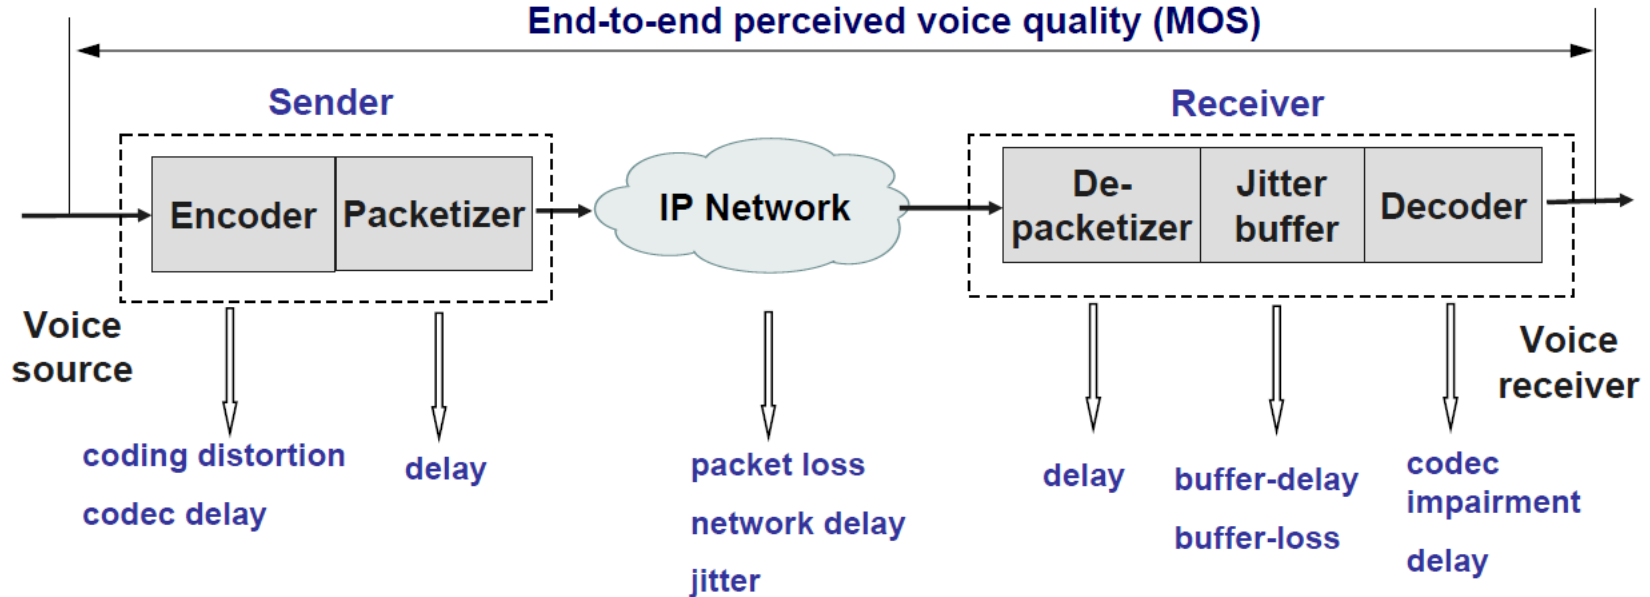 End-to-end perceived voice quality (MOS)
Sender
Receiver
Encoder
Packetizer
IP Network
De-
packetizer
Jitter
buffer
Decoder
Voice
source
Voice
receiver
coding distortion
codec delay
delay
packet loss
network delay
jitter
delay
buffer-delay
buffer-loss
codec
impairment
delay